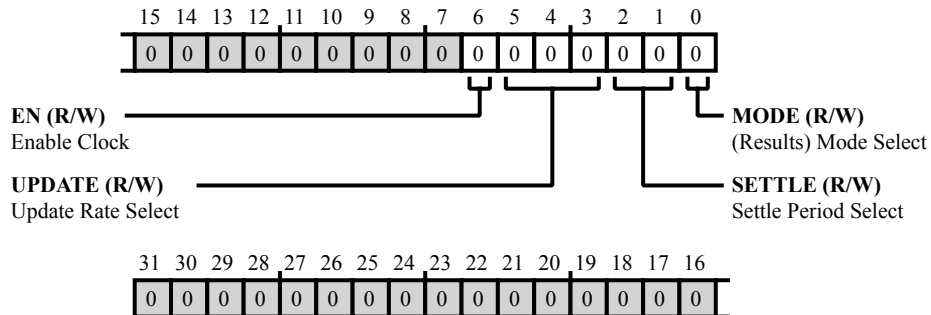 15 14 13 12 11 10 9 8 7 6 5 4 3 2 1 0
0 0 0 0 0 0 0 0 0 0 0 0 0 0 0 0
EN (R/W)
Enable Clock
MODE (R/W)
(Results) Mode Select
UPDATE (R/W)
Update Rate Select
SETTLE (R/W)
Settle Period Select
31 30 29 28 27 26 25 24 23 22 21 20 19 18 17 16
0 0 0 0 0 0 0 0 0 0 0 0 0 0 0 0